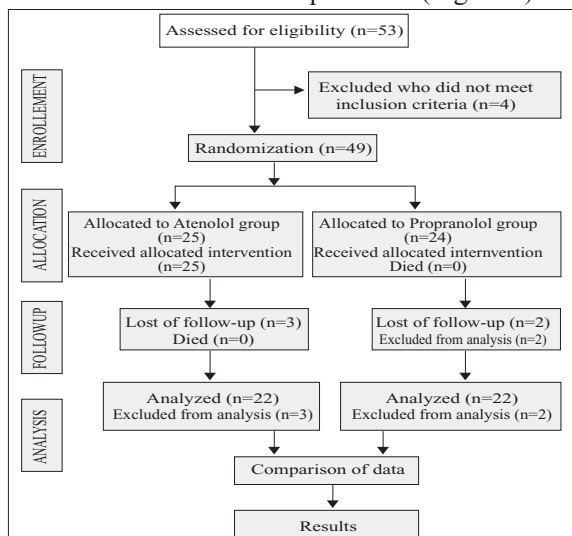 Assessed for eligibility (n=53)
ENROLLEMENT
Excluded who did not meet
inclusion criteria (n=4)
Randomization (n=49)
ALLOCATION
Allocated to Atenolol group
(n=25)
Received allocated intervention
(n=25)
Allocated to Propranolol group
(n=24)
Received allocated internvention
Died (n=0)
FOLLOWUP
Lost of follow-up (n=3)
Died (n=0)
Lost of follow-up (n=2)
Excluded from analysis (n=2)
ANALYSIS
Analyzed (n=22)
Excluded from analysis (n=3)
Analyzed (n=22)
Excluded from analysis (n=2)
Comparison of data
Results